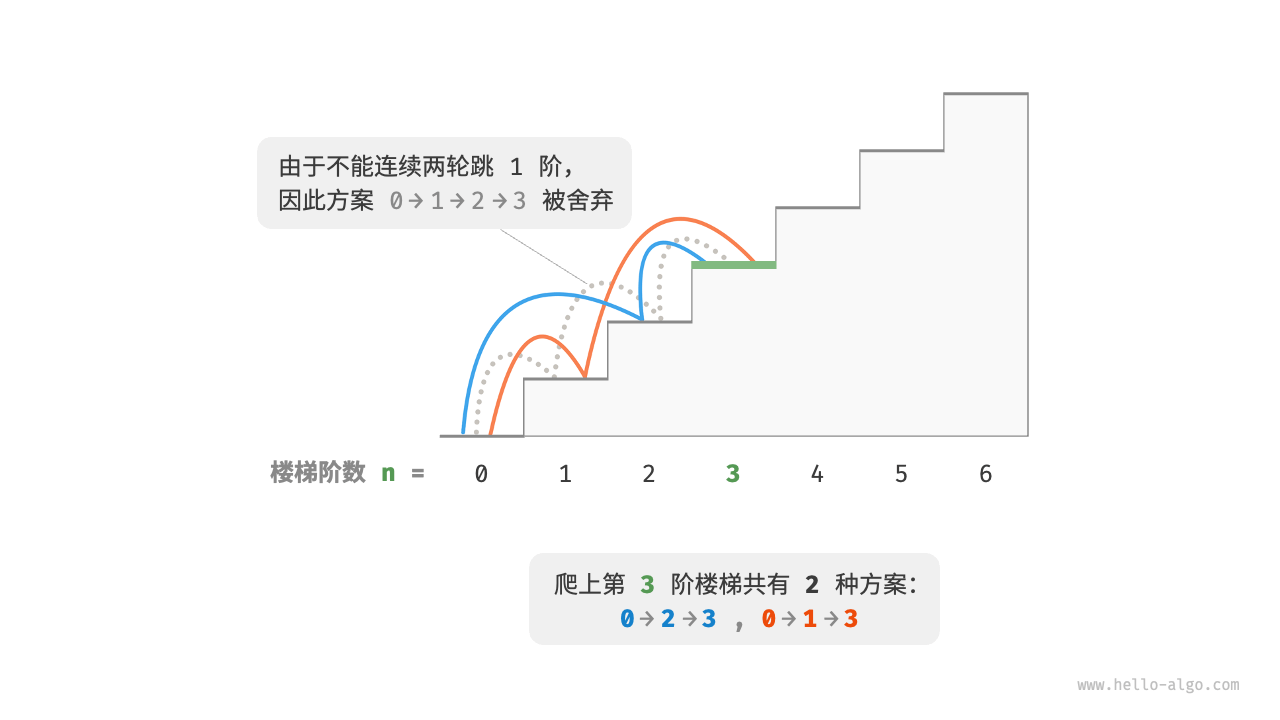 由于不能连续两轮跳 1 阶，
因此方案 0→1→2→3 被舍弃
楼梯阶数 n = 0 1 2 3 4 5 6
爬上第 3 阶楼梯共有 2 种方案：
0→2→3 , 0→1→3
www.hello-algo.com